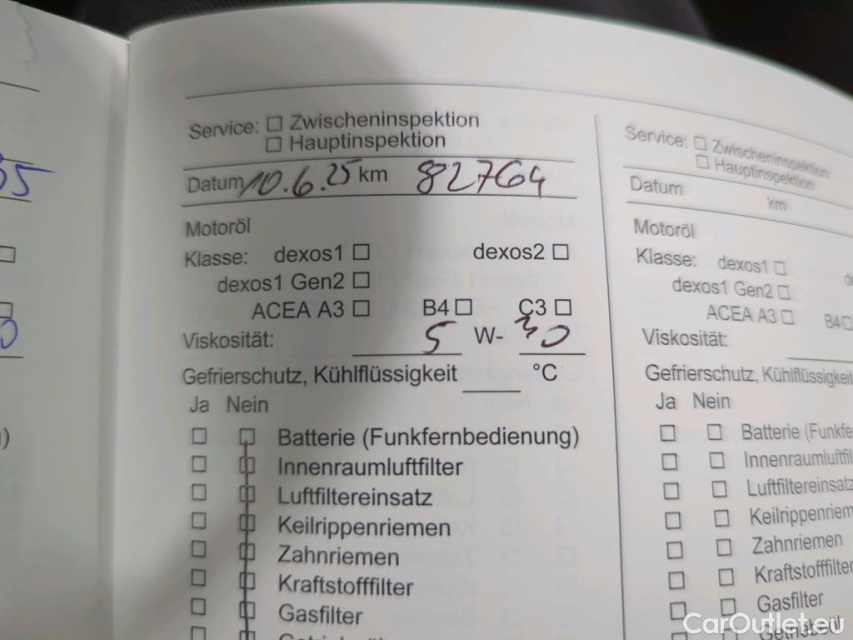 Service: ☐ Zwischeninspektion
☐ Hauptinspektion
Datum 10.6.25 km 82764
Motoröl
Klasse: dexos1 ☐ dexos2 ☐
dexos1 Gen2 ☐
ACEA A3 ☐ B4 ☐ C3 ☐
Viskosität: 5 W- 30
Gefrierschutz, Kühlflüssigkeit ____ °C
Ja Nein
☐ ☐ Batterie (Funkfernbedienung)
☐ ☐ Innenraumluftfilter
☐ ☐ Luftfiltereinsatz
☐ ☐ Keilrippenriemen
☐ ☐ Zahnriemen
☐ ☐ Kraftstofffilter
☐ ☐ Gasfilter
Service: ☐ Zwischeninspektion
☐ Hauptinspektion
Datum km
Motoröl
Klasse: dexos1 ☐
dexos1 Gen2 ☐
ACEA A3 ☐ B4 ☐
Viskosität:
Gefrierschutz, Kühlflüssigkeit
Ja Nein
☐ ☐ Batterie (Funkfe
☐ ☐ Innenraumluftfil
☐ ☐ Luftfiltereinsatz
☐ ☐ Keilrippenriem
☐ ☐ Zahnriemen
☐ ☐ Kraftstofffilter
☐ ☐ Gasfilter
CarOutlet.eu